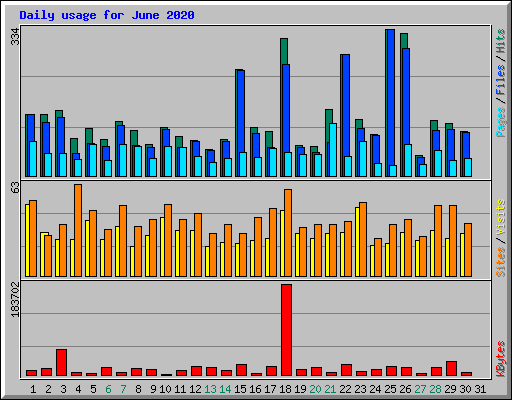 Daily usage for June 2020
334
Pages / Files / Hits
63
Sites / Visits
183702
KBytes
1 2 3 4 5 6 7 8 9 10 11 12 13 14 15 16 17 18 19 20 21 22 23 24 25 26 27 28 29 30 31